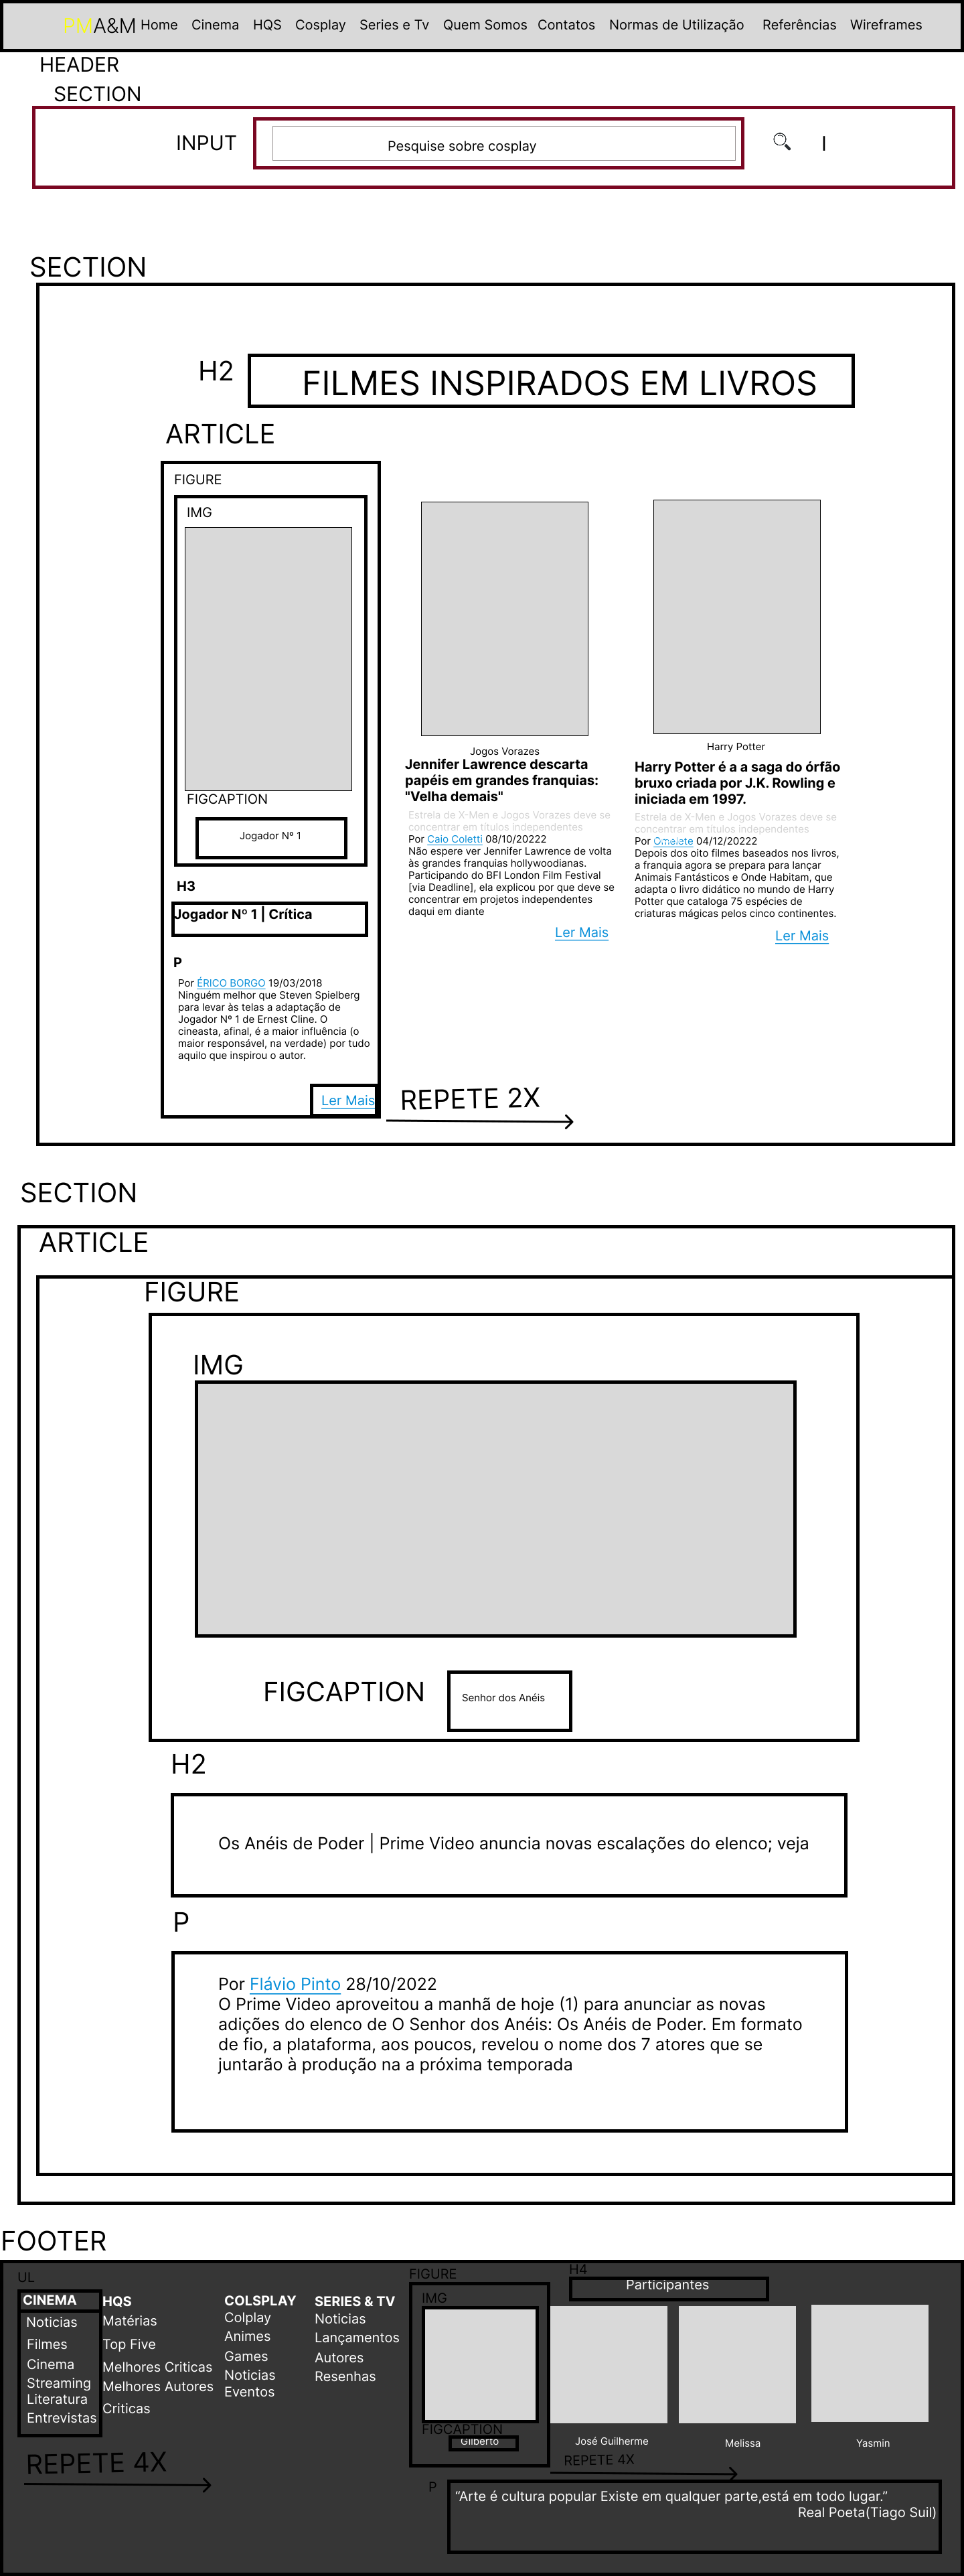 PMA&M Home Cinema HQS Cosplay Series e Tv Quem Somos Contatos Normas de Utilização Referências Wireframes
HEADER
SECTION
INPUT
Pesquise sobre cosplay
SECTION
H2
FILMES INSPIRADOS EM LIVROS
ARTICLE
FIGURE
IMG
FIGCAPTION
Jogador Nº 1
H3
Jogador Nº 1 | Crítica
P
Por ÉRICO BORGO 19/03/2018
Ninguém melhor que Steven Spielberg
para levar às telas a adaptação de
Jogador Nº 1 de Ernest Cline. O
cineasta, afinal, é a maior influência (o
maior responsável, na verdade) por tudo
aquilo que inspirou o autor.
Ler Mais
Jogos Vorazes
Jennifer Lawrence descarta
papéis em grandes franquias:
"Velha demais"
Estrela de X-Men e Jogos Vorazes deve se
concentrar em títulos independentes
Por Caio Coletti 08/10/20222
Não espere ver Jennifer Lawrence de volta
às grandes franquias hollywoodianas.
Participando do BFI London Film Festival
[via Deadline], ela explicou por que deve se
concentrar em projetos independentes
daqui em diante
Ler Mais
Harry Potter
Harry Potter é a a saga do órfão
bruxo criada por J.K. Rowling e
iniciada em 1997.
Estrela de X-Men e Jogos Vorazes deve se
concentrar em títulos independentes
Por Omelete 04/12/20222
Depois dos oito filmes baseados nos livros,
a franquia agora se prepara para lançar
Animais Fantásticos e Onde Habitam, que
adapta o livro didático no mundo de Harry
Potter que cataloga 75 espécies de
criaturas mágicas pelos cinco continentes.
Ler Mais
REPETE 2X
SECTION
ARTICLE
FIGURE
IMG
FIGCAPTION
Senhor dos Anéis
H2
Os Anéis de Poder | Prime Video anuncia novas escalações do elenco; veja
P
Por Flávio Pinto 28/10/2022
O Prime Video aproveitou a manhã de hoje (1) para anunciar as novas
adições do elenco de O Senhor dos Anéis: Os Anéis de Poder. Em formato
de fio, a plataforma, aos poucos, revelou o nome dos 7 atores que se
juntarão à produção na a próxima temporada
FOOTER
UL
CINEMA
Noticias
Filmes
Cinema
Streaming
Literatura
Entrevistas
HQS
Matérias
Top Five
Melhores Criticas
Melhores Autores
Criticas
COLSPLAY
Colplay
Animes
Games
Noticias
Eventos
SERIES & TV
Noticias
Lançamentos
Autores
Resenhas
REPETE 4X
FIGURE
H4
Participantes
IMG
FIGCAPTION
Gilberto
José Guilherme
Melissa
Yasmin
REPETE 4X
P
“Arte é cultura popular Existe em qualquer parte,está em todo lugar.”
Real Poeta(Tiago Suil)